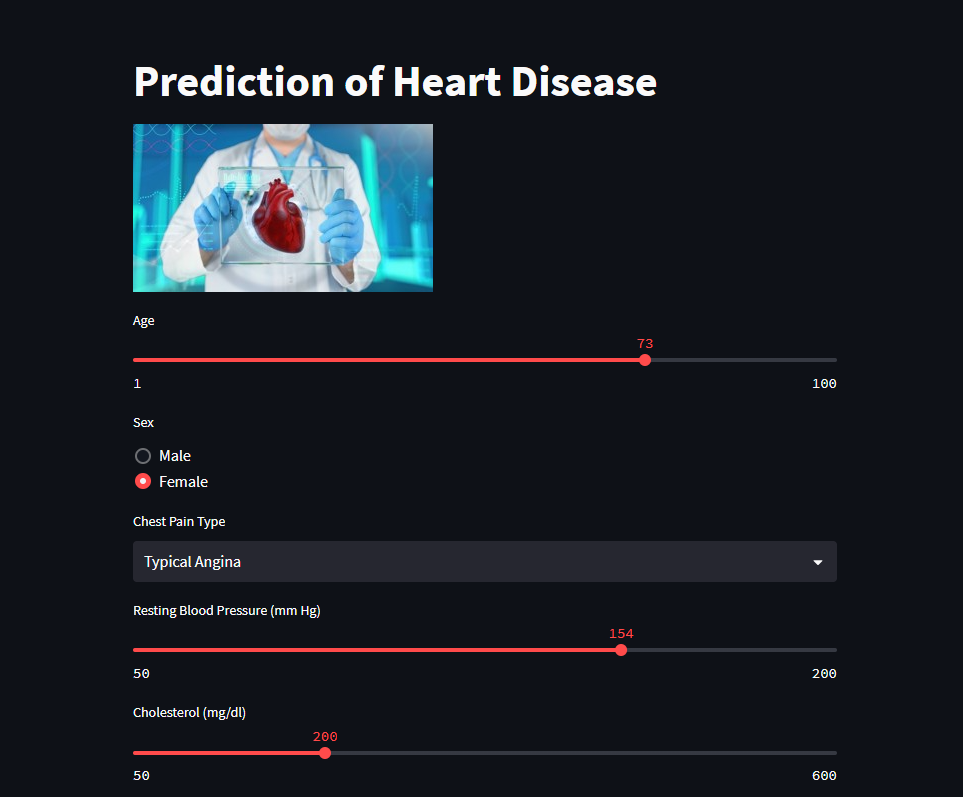 Prediction of Heart Disease
Age
73
1 100
Sex
Male
Female
Chest Pain Type
Typical Angina
Resting Blood Pressure (mm Hg)
154
50 200
Cholesterol (mg/dl)
200
50 600